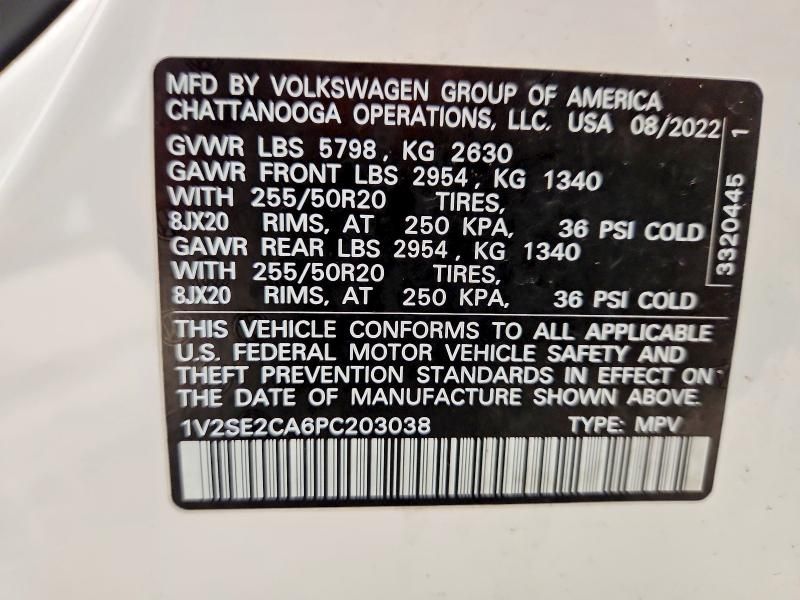 MFD BY VOLKSWAGEN GROUP OF AMERICA
CHATTANOOGA OPERATIONS, LLC. USA 08/2022
GVWR LBS 5798, KG 2630
GAWR FRONT LBS 2954, KG 1340
WITH 255/50R20 TIRES,
8JX20 RIMS, AT 250 KPA, 36 PSI COLD
GAWR REAR LBS 2954, KG 1340
WITH 255/50R20 TIRES,
8JX20 RIMS, AT 250 KPA, 36 PSI COLD
THIS VEHICLE CONFORMS TO ALL APPLICABLE
U.S. FEDERAL MOTOR VEHICLE SAFETY AND
THEFT PREVENTION STANDARDS IN EFFECT ON
THE DATE OF MANUFACTURE SHOWN ABOVE.
1V2SE2CA6PC203038 TYPE: MPV
3320445 1